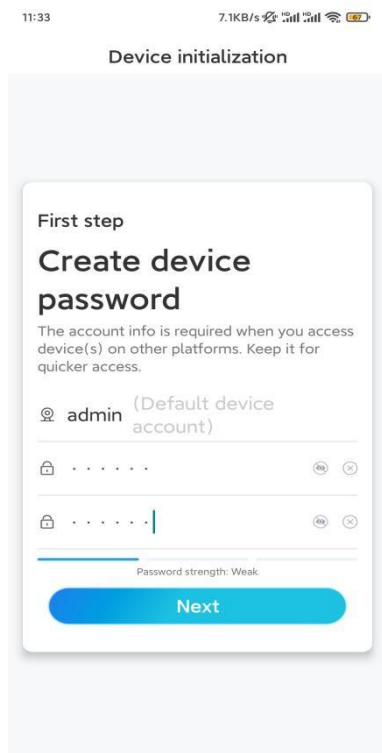 11:33
7.1KB/s
67
Device initialization
First step
Create device
password
The account info is required when you access
device(s) on other platforms. Keep it for
quicker access.
admin (Default device
account)
······
······
Password strength: Weak
Next